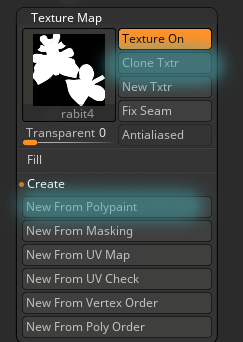 Texture Map
Texture On
Clone Txtr
New Txtr
rabit4
Fix Seam
Transparent 0
Antialiased
Fill
Create
New From Polypaint
New From Masking
New From UV Map
New From UV Check
New From Vertex Order
New From Poly Order